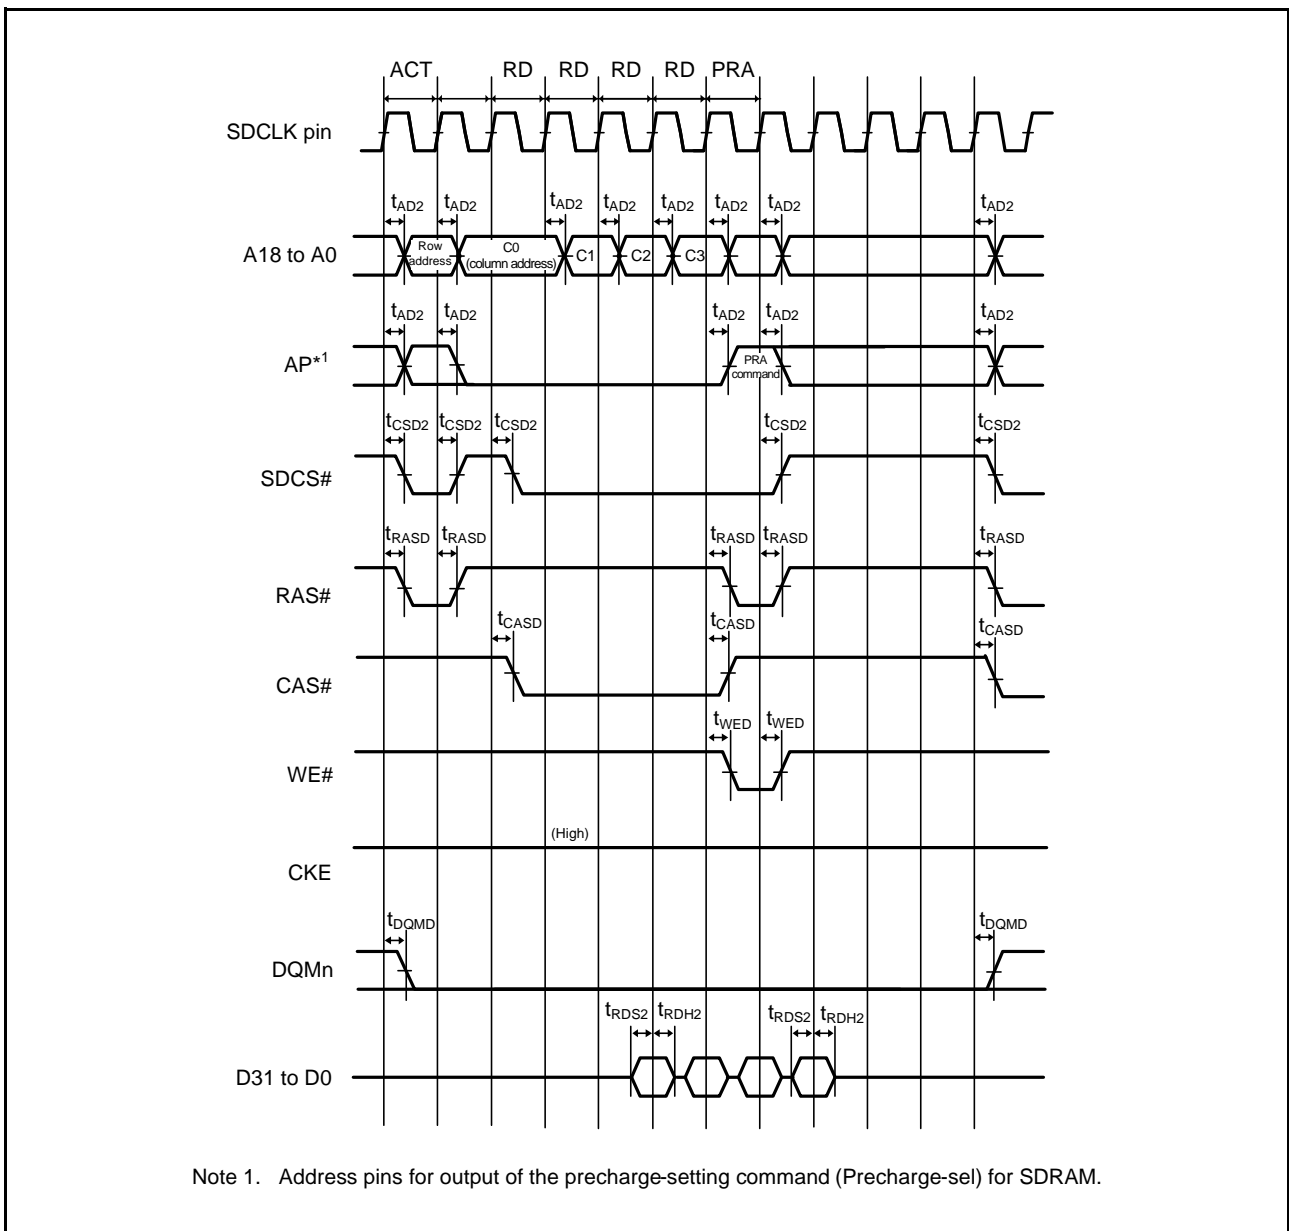 ACT RD RD RD RD PRA
SDCLK pin
tAD2 tAD2 tAD2 tAD2 tAD2 tAD2 tAD2 tAD2
A18 to A0
Row
address
C0
(column address)
C1 C2 C3
tAD2 tAD2 tAD2 tAD2 tAD2
AP*1
PRA
command
tCSD2 tCSD2 tCSD2 tCSD2 tCSD2
SDCS#
tRASD tRASD tRASD tRASD tRASD
RAS#
tCASD tCASD tCASD
CAS#
tWED tWED
WE#
(High)
CKE
tDQMD tDQMD
DQMn
tRDS2 tRDH2 tRDS2 tRDH2
D31 to D0
Note 1. Address pins for output of the precharge-setting command (Precharge-sel) for SDRAM.